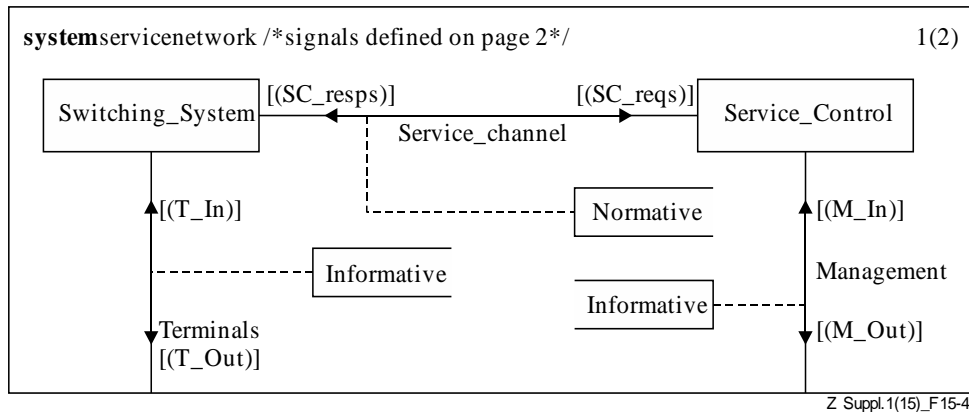 systemservicenetwork /*signals defined on page 2*/ 1(2)
[(SC_resps)] [(SC_reqs)]
Switching_System Service_Control
Service_channel
[(T_In)] Normative [(M_In)]
Informative Management
Informative
Terminals [(M_Out)]
[(T_Out)]
Z Suppl.1(15)_F15-4